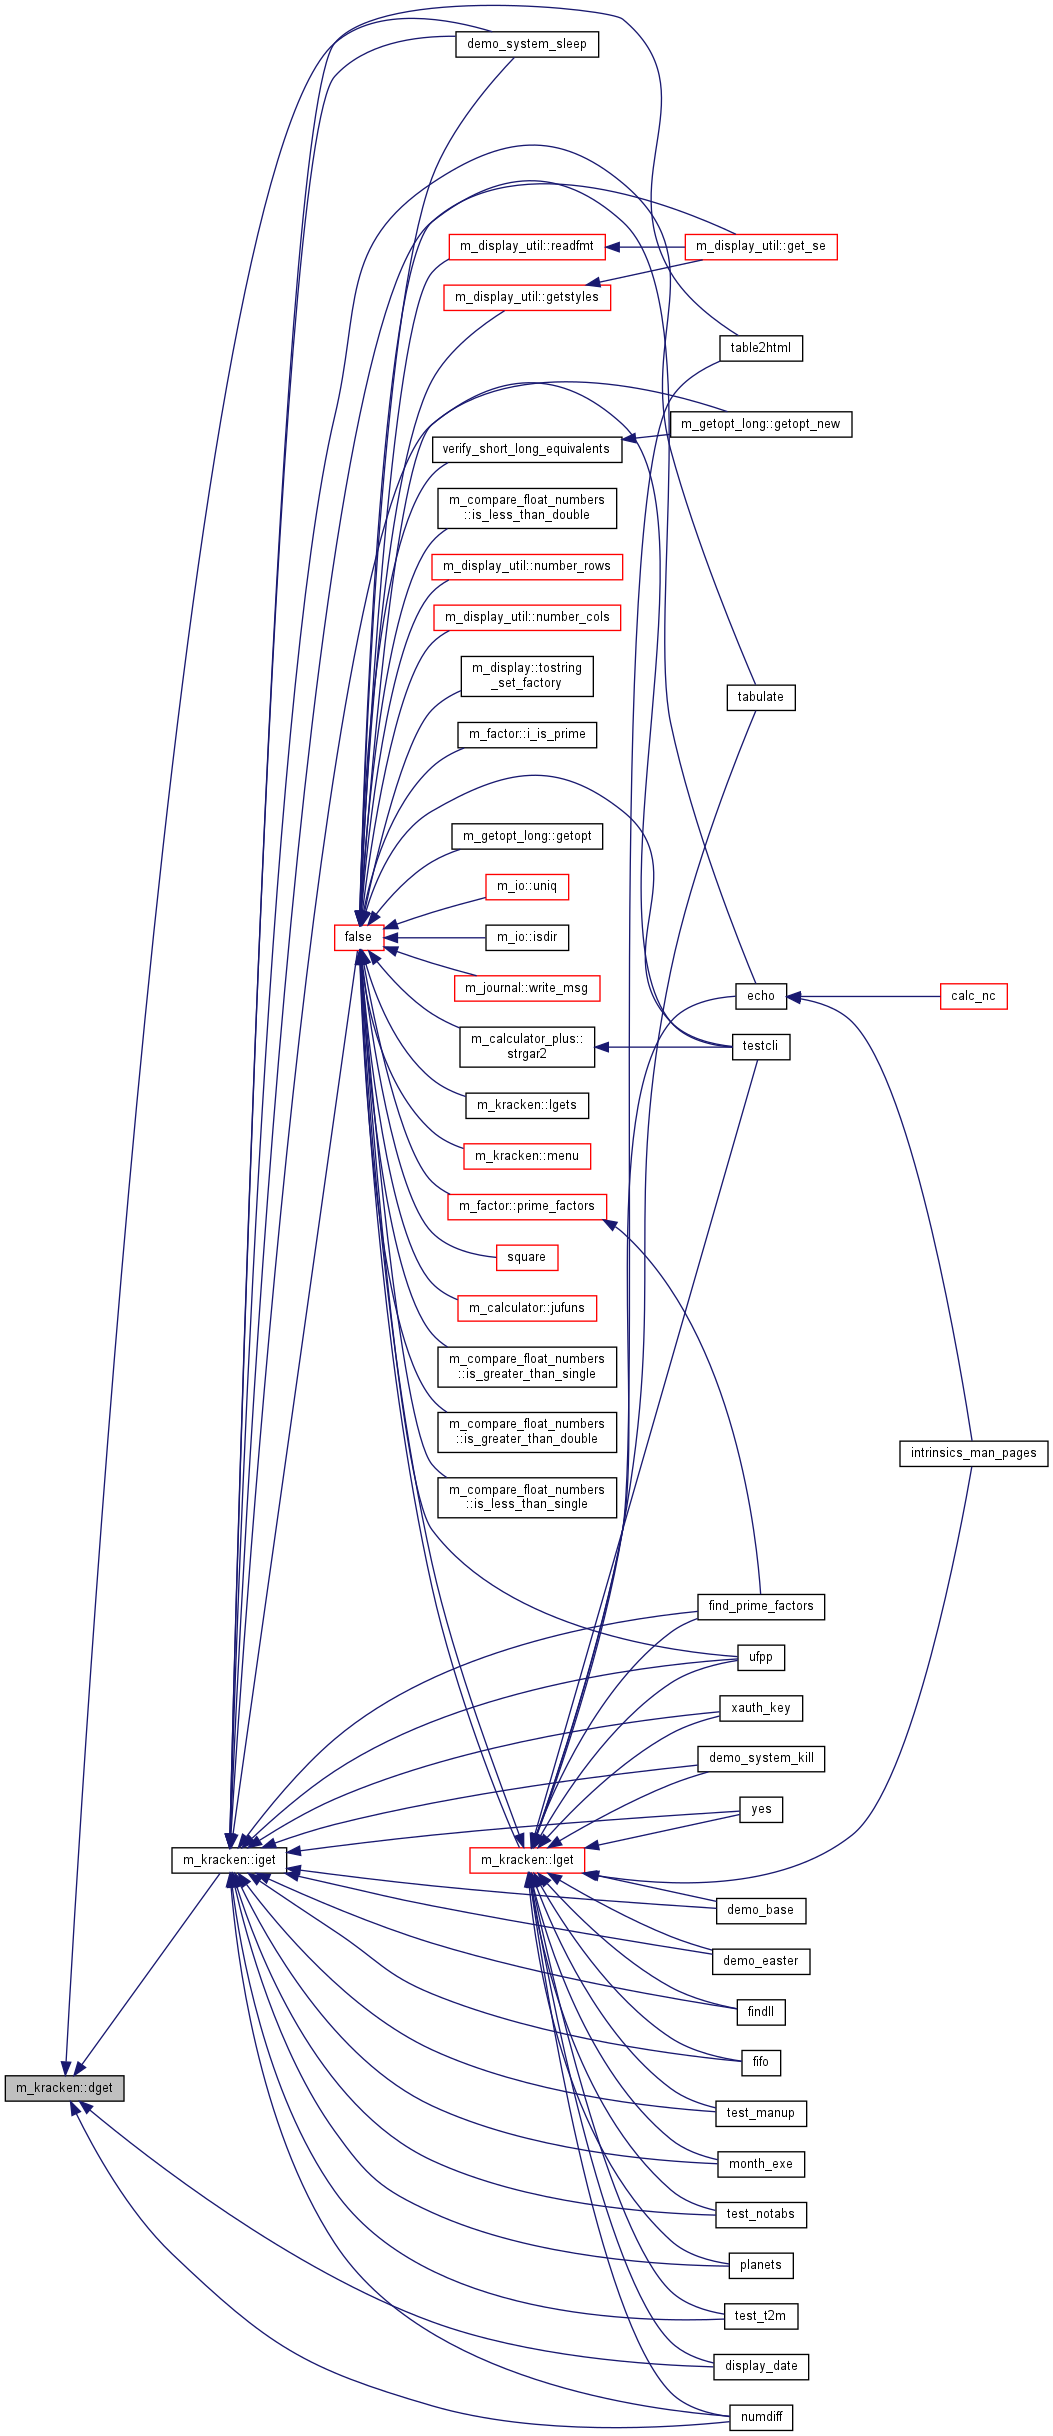 demo_system_sleep
m_display_util::readfmt
m_display_util::get_se
m_display_util::getstyles
table2html
m_getopt_long::getopt_new
verify_short_long_equivalents
m_compare_float_numbers
::is_less_than_double
m_display_util::number_rows
m_display_util::number_cols
m_display::tostring
_set_factory
tabulate
m_factor::i_is_prime
m_getopt_long::getopt
m_io::uniq
false
m_io::isdir
m_journal::write_msg
echo
calc_nc
m_calculator_plus::
strgar2
testcli
m_kracken::lgets
m_kracken::menu
m_factor::prime_factors
square
m_calculator::jufuns
m_compare_float_numbers
::is_greater_than_single
m_compare_float_numbers
::is_greater_than_double
intrinsics_man_pages
m_compare_float_numbers
::is_less_than_single
find_prime_factors
ufpp
xauth_key
demo_system_kill
yes
m_kracken::iget
m_kracken::lget
demo_base
demo_easter
findll
fifo
m_kracken::dget
test_manup
month_exe
test_notabs
planets
test_t2m
display_date
numdiff